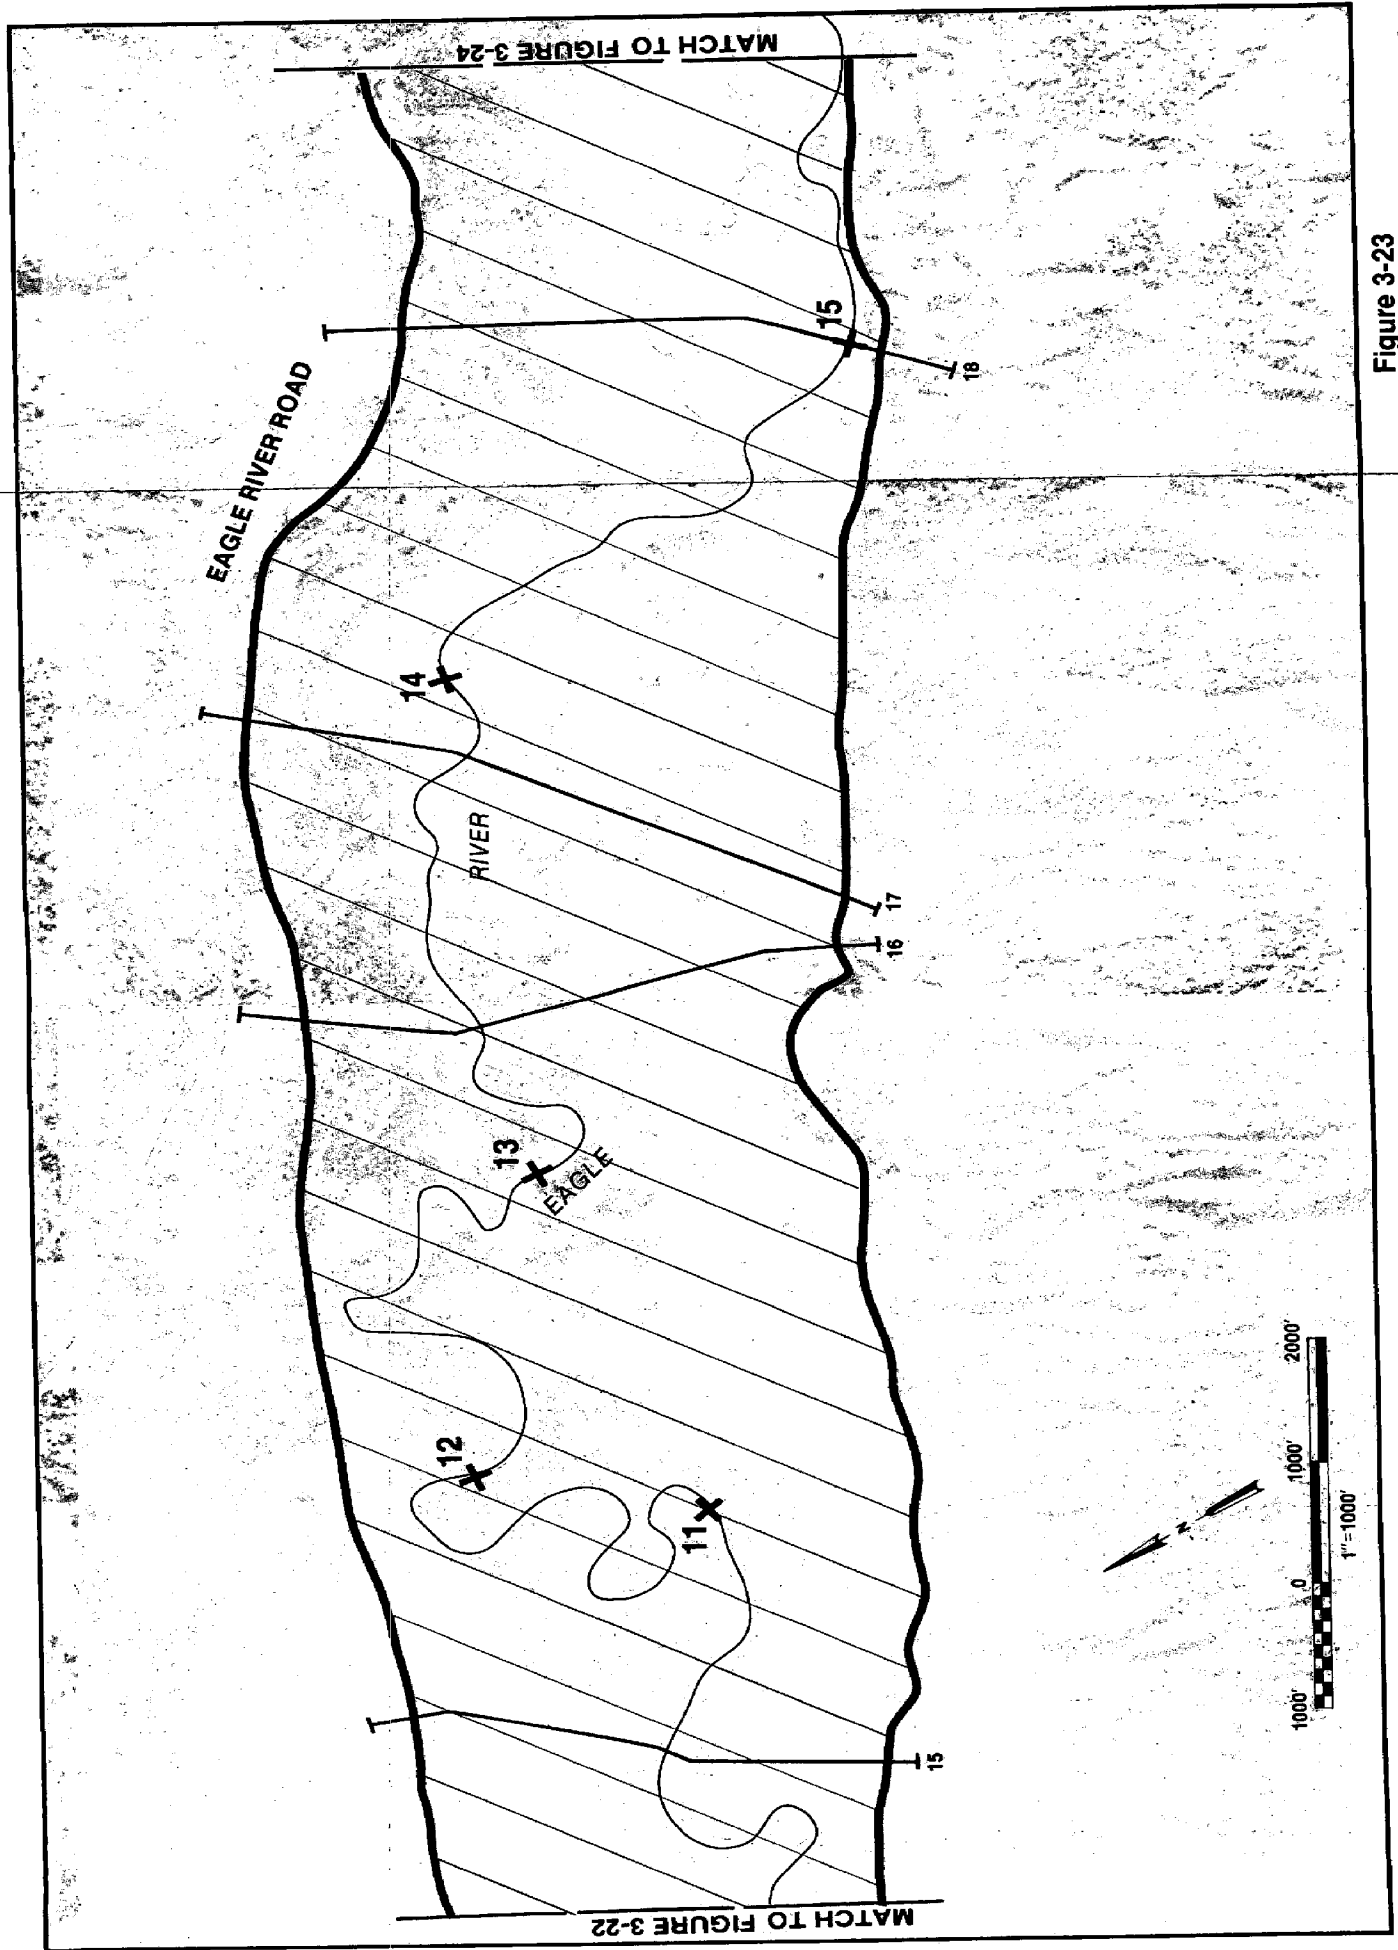 MATCH TO FIGURE 3-22
MATCH TO FIGURE 3-24
EAGLE RIVER ROAD
EAGLE
RIVER
11
12
13
14
15
15
16
17
18
N
1000' 0 1000' 2000'
1"=1000'
Figure 3-23